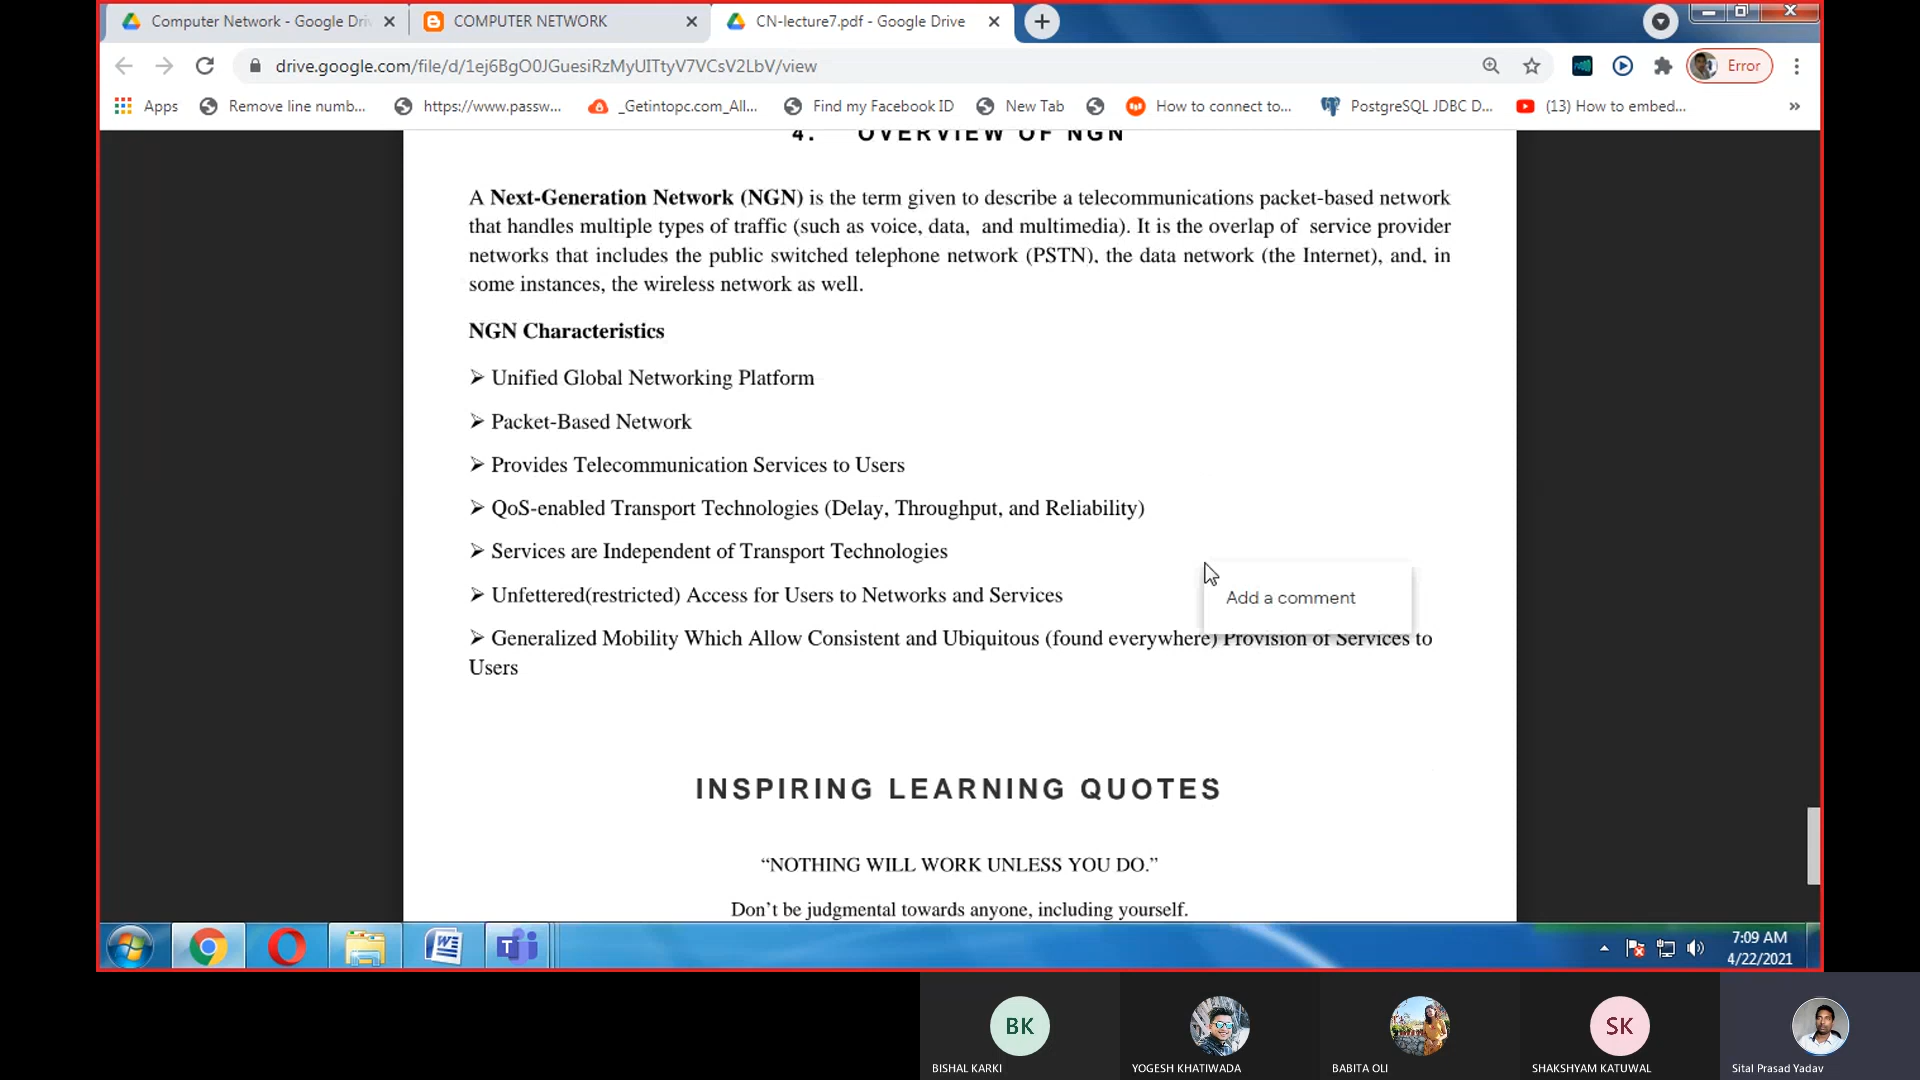 Computer Network - Google Dri
COMPUTER NETWORK
CN-lecture7.pdf - Google Drive
drive.google.com/file/d/1ej6BgO0JGuesiRzMyUITtyV7VCsV2LbV/view
Error
Apps
Remove line numb...
https://www.passw...
_Getintopc.com_All...
Find my Facebook ID
New Tab
How to connect to...
PostgreSQL JDBC D...
(13) How to embed...
»
4. OVERVIEW OF NGN
A Next-Generation Network (NGN) is the term given to describe a telecommunications packet-based network
that handles multiple types of traffic (such as voice, data, and multimedia). It is the overlap of service provider
networks that includes the public switched telephone network (PSTN), the data network (the Internet), and, in
some instances, the wireless network as well.
NGN Characteristics
➢ Unified Global Networking Platform
➢ Packet-Based Network
➢ Provides Telecommunication Services to Users
➢ QoS-enabled Transport Technologies (Delay, Throughput, and Reliability)
➢ Services are Independent of Transport Technologies
➢ Unfettered(restricted) Access for Users to Networks and Services
Add a comment
➢ Generalized Mobility Which Allow Consistent and Ubiquitous (found everywhere) Provision of Services to
Users
INSPIRING LEARNING QUOTES
“NOTHING WILL WORK UNLESS YOU DO.”
Don’t be judgmental towards anyone, including yourself.
7:09 AM
4/22/2021
BK
SK
BISHAL KARKI
YOGESH KHATIWADA
BABITA OLI
SHAKSHYAM KATUWAL
Sital Prasad Yadav